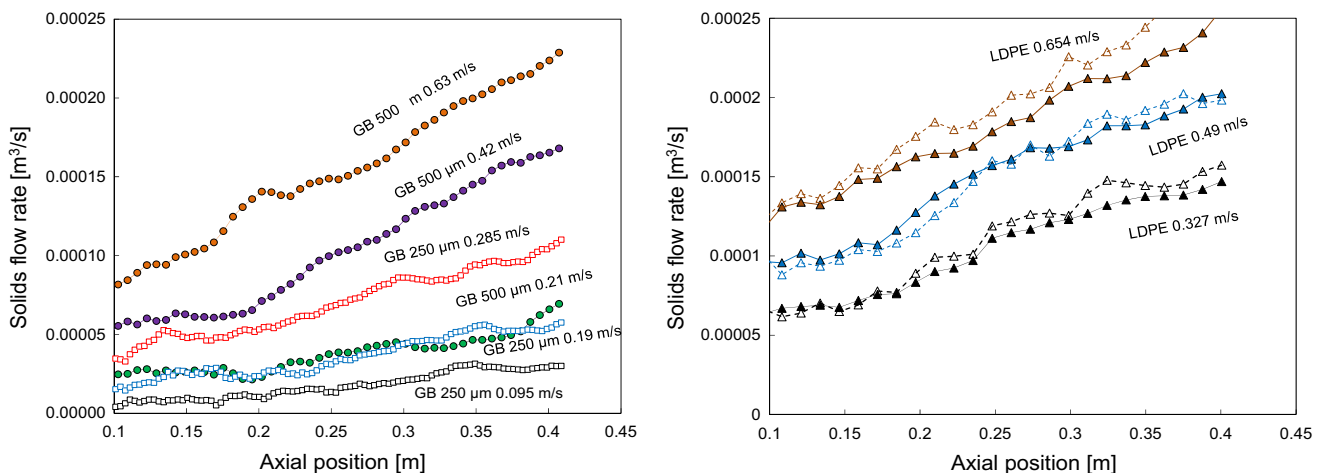 0.00025
0.00020
0.00015
0.00010
0.00005
0.00000
Solids flow rate [m³/s]
GB 500 m 0.63 m/s
GB 500 µm 0.42 m/s
GB 250 µm 0.285 m/s
GB 500 µm 0.21 m/s
GB 250 µm 0.19 m/s
GB 250 µm 0.095 m/s
0.1 0.15 0.2 0.25 0.3 0.35 0.4 0.45
Axial position [m]
0.00025
0.0002
0.00015
0.0001
0.00005
0
Solids flow rate [m³/s]
LDPE 0.654 m/s
LDPE 0.49 m/s
LDPE 0.327 m/s
0.1 0.15 0.2 0.25 0.3 0.35 0.4 0.45
Axial position [m]